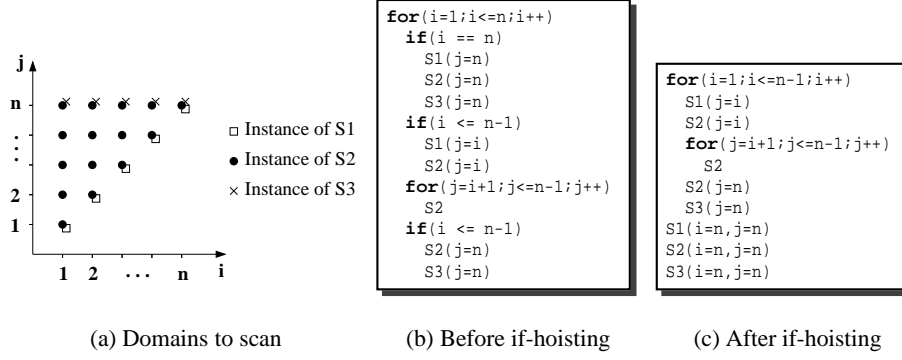 j
n
⋮
2
1
1 2 ⋯ n i
Instance of S1
Instance of S2
Instance of S3
(a) Domains to scan
for(i=1;i<=n;i++)
if(i == n)
S1(j=n)
S2(j=n)
S3(j=n)
if(i <= n-1)
S1(j=i)
S2(j=i)
for(j=i+1;j<=n-1;j++)
S2
if(i <= n-1)
S2(j=n)
S3(j=n)
(b) Before if-hoisting
for(i=1;i<=n-1;i++)
S1(j=i)
S2(j=i)
for(j=i+1;j<=n-1;j++)
S2
S2(j=n)
S3(j=n)
S1(i=n,j=n)
S2(i=n,j=n)
S3(i=n,j=n)
(c) After if-hoisting